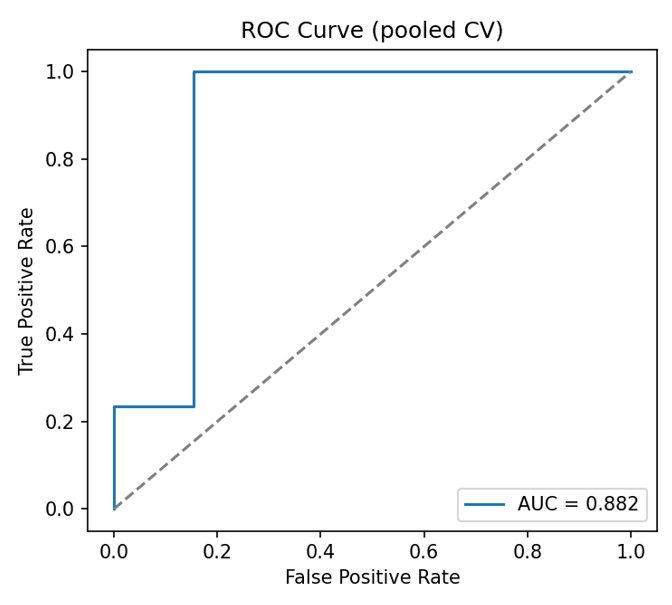 ROC Curve (pooled CV)
1.0
0.8
0.6
0.4
0.2
0.0
True Positive Rate
AUC = 0.882
0.0 0.2 0.4 0.6 0.8 1.0
False Positive Rate